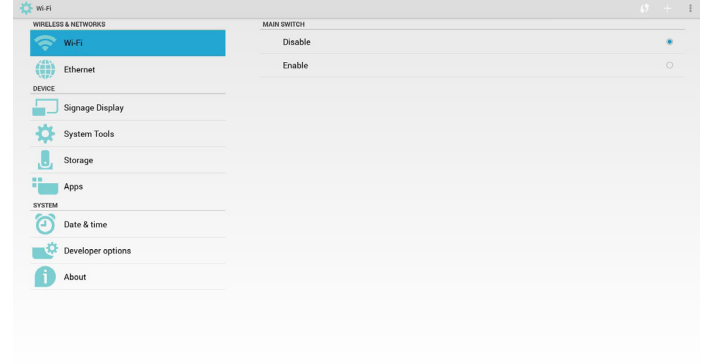 Wi-Fi
WIRELESS & NETWORKS
Wi-Fi
Ethernet
DEVICE
Signage Display
System Tools
Storage
Apps
SYSTEM
Date & time
Developer options
About
MAIN SWITCH
Disable
Enable